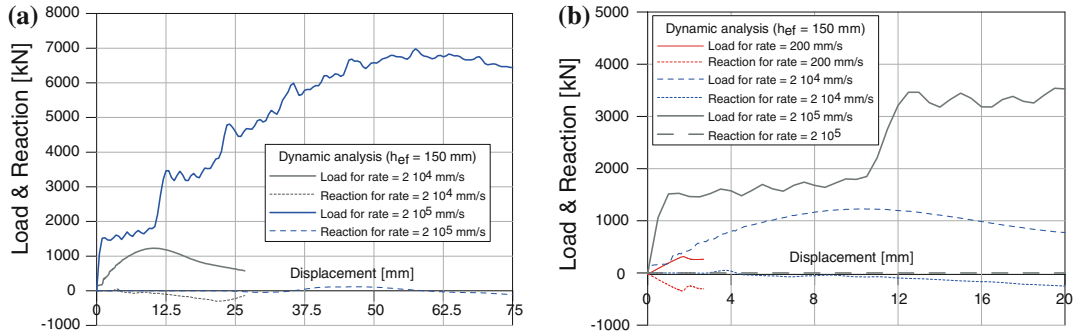 (a)
Load & Reaction [kN]
8000
7000
6000
5000
4000
3000
2000
1000
0
-1000
Dynamic analysis (hef = 150 mm)
Load for rate = 2 10⁴ mm/s
Reaction for rate = 2 10⁴ mm/s
Load for rate = 2 10⁵ mm/s
Reaction for rate = 2 10⁵ mm/s
Displacement [mm]
0 12.5 25 37.5 50 62.5 75
(b)
Load & Reaction [kN]
5000
4000
3000
2000
1000
0
-1000
Dynamic analysis (hef = 150 mm)
Load for rate = 200 mm/s
Reaction for rate = 200 mm/s
Load for rate = 2 10⁴ mm/s
Reaction for rate = 2 10⁴ mm/s
Load for rate = 2 10⁵ mm/s
Reaction for rate = 2 10⁵
Displacement [mm]
0 4 8 12 16 20